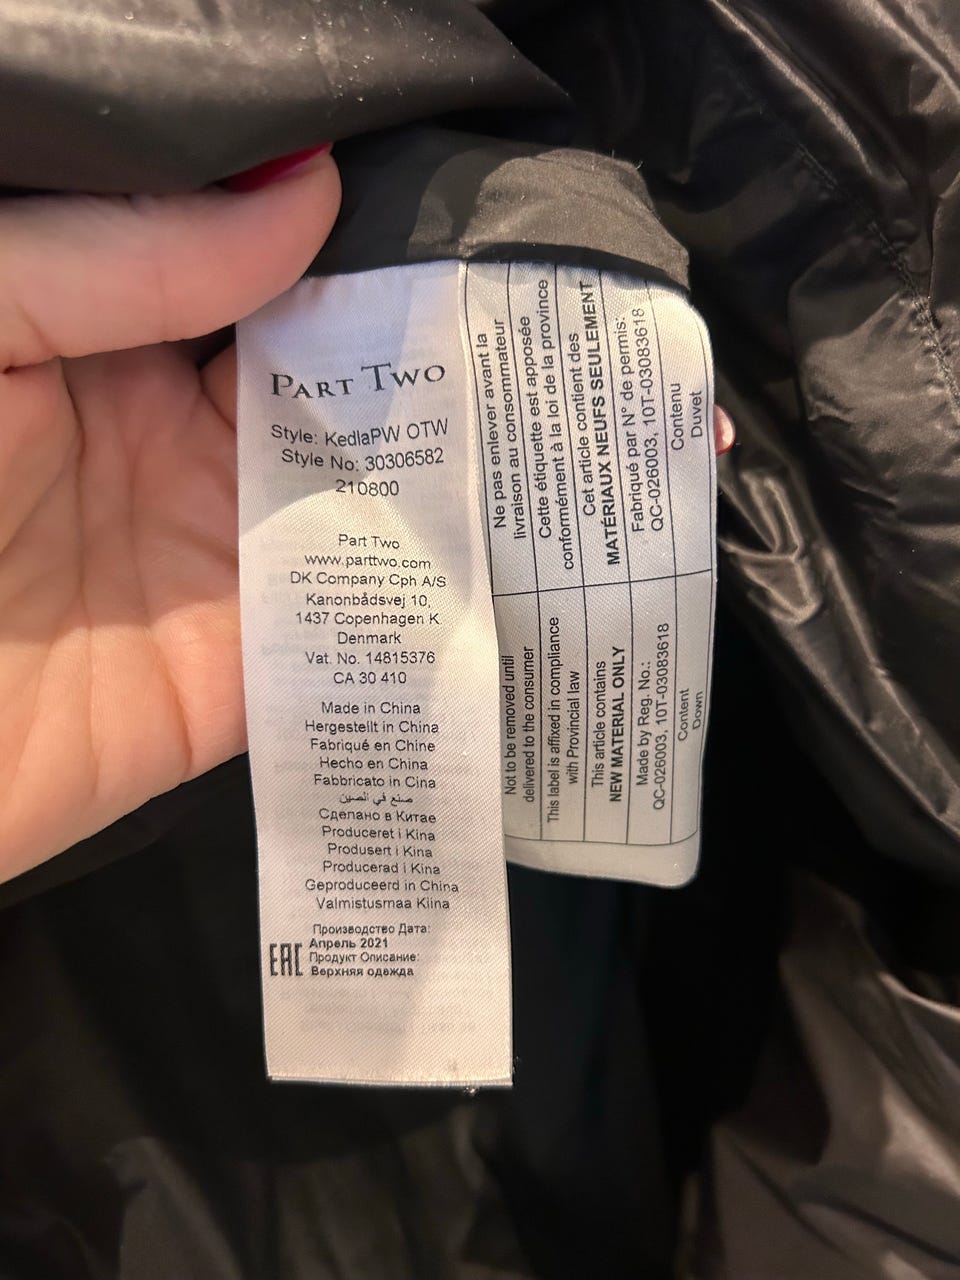 PART TWO
Style: KedlaPW OTW
Style No: 30306582
210800
Part Two
www.parttwo.com
DK Company Cph A/S
Kanonbådsvej 10,
1437 Copenhagen K
Denmark
Vat. No. 14815376
CA 30 410
Made in China
Hergestellt in China
Fabriqué en Chine
Hecho en China
Fabbricato in Cina
صنع في الصين
Сделано в Китае
Produceret i Kina
Produsert i Kina
Producerad i Kina
Geproduceerd in China
Valmistusmaa Kiina
Производство Дата:
Апрель 2021
Продукт Описание:
Верхняя одежда
EAC
Ne pas enlever avant la
livraison au consommateur
Cette étiquette est apposée
conformément à la loi de la province
Cet article contient des
MATÉRIAUX NEUFS SEULEMENT
Fabriqué par N° de permis:
QC-026003, 10T-03083618
Contenu
Duvet
Not to be removed until
delivered to the consumer
This label is affixed in compliance
with Provincial law
This article contains
NEW MATERIAL ONLY
Made by Reg. No.:
QC-026003, 10T-03083618
Content
Down